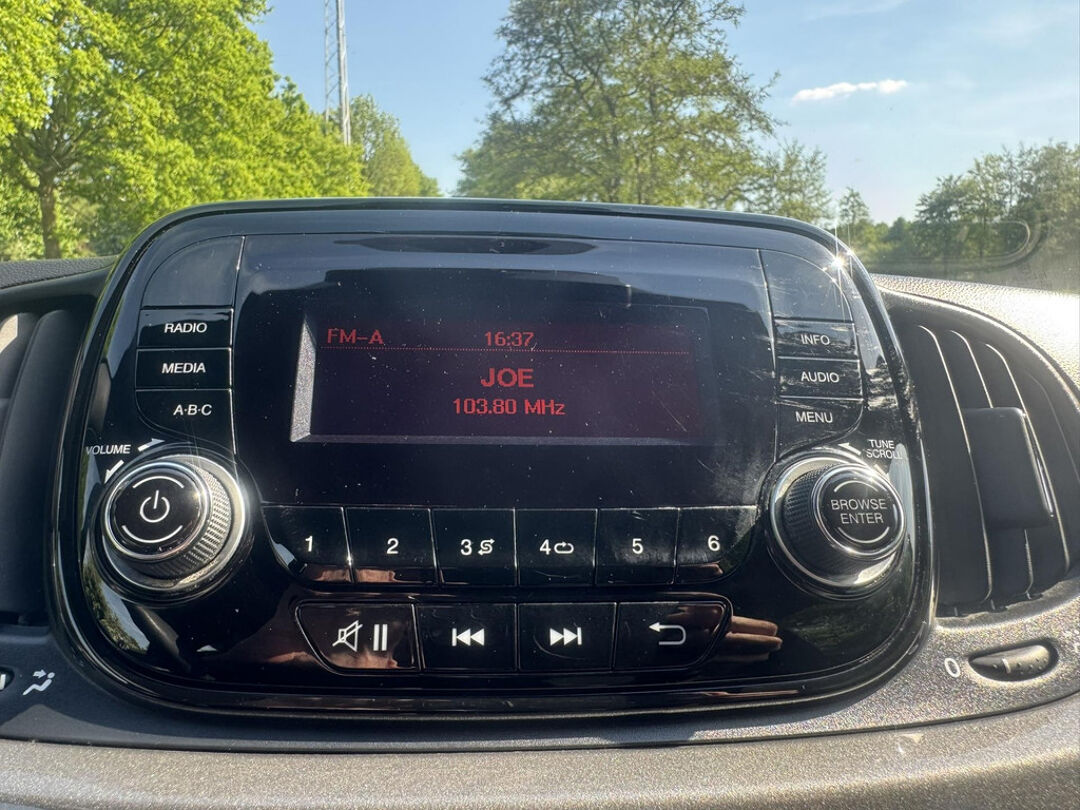 RADIO
MEDIA
A·B·C
VOLUME
FM-A 16:37
JOE
103.80 MHz
INFO
AUDIO
MENU
TUNE
SCROLL
BROWSE
ENTER
1 2 3 4 5 6
0